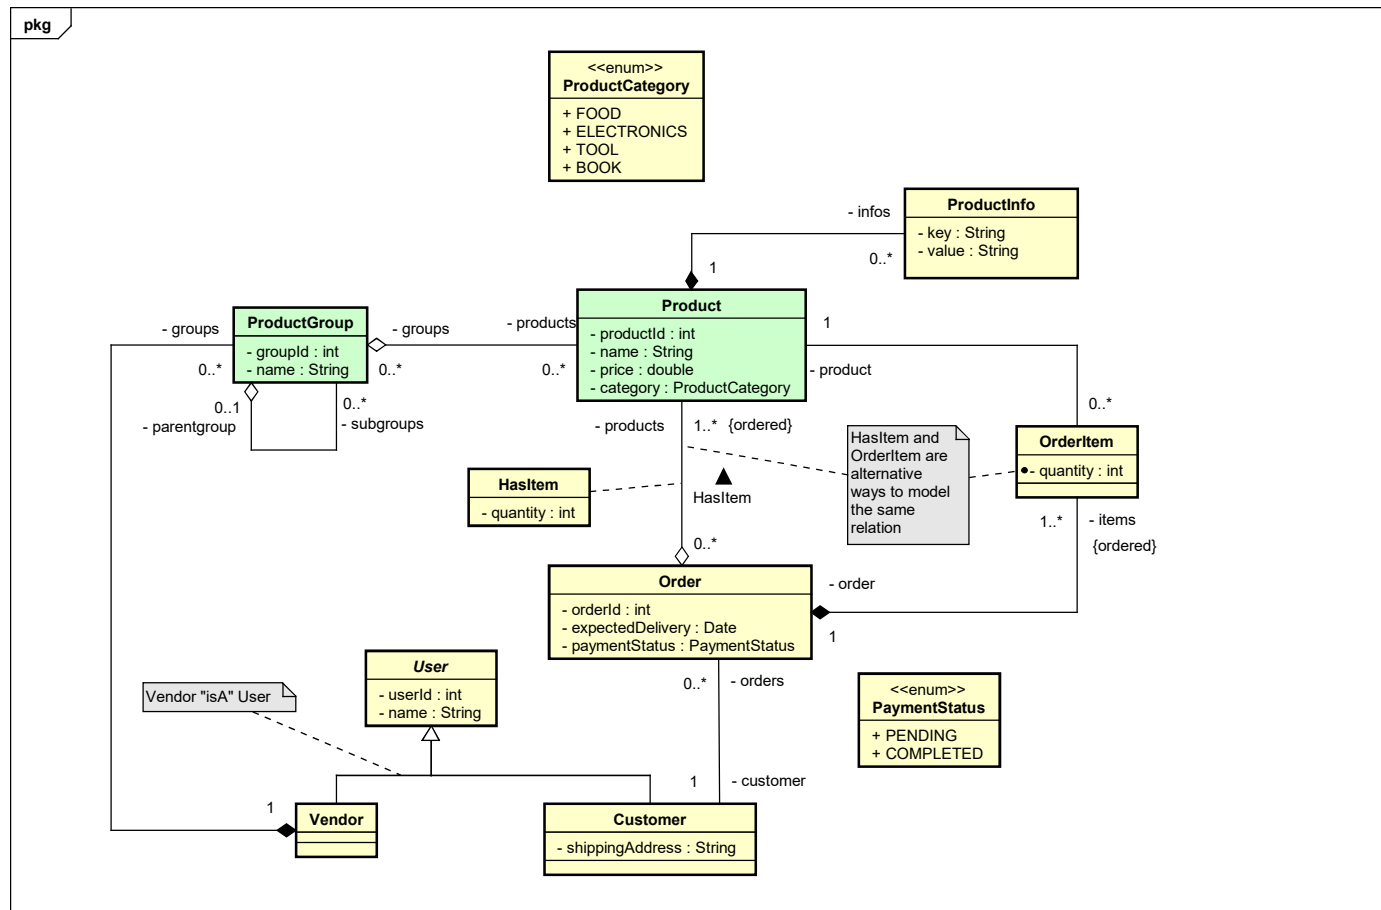 pkg
<<enum>>
ProductCategory
+ FOOD
+ ELECTRONICS
+ TOOL
+ BOOK
ProductInfo
- key : String
- value : String
- infos
0..*
1
Product
- productId : int
- name : String
- price : double
- category : ProductCategory
ProductGroup
- groupId : int
- name : String
- groups
0..*
- groups
0..*
- products
0..*
0..1
- parentgroup
0..*
- subgroups
1
- product
0..*
OrderItem
- quantity : int
- products
1..* {ordered}
HasItem and
OrderItem are
alternative
ways to model
the same
relation
HasItem
- quantity : int
HasItem
0..*
1..*
- items
{ordered}
Order
- orderId : int
- expectedDelivery : Date
- paymentStatus : PaymentStatus
- order
1
User
- userId : int
- name : String
Vendor "isA" User
0..*
- orders
<<enum>>
PaymentStatus
+ PENDING
+ COMPLETED
1
- customer
1
Vendor
Customer
- shippingAddress : String